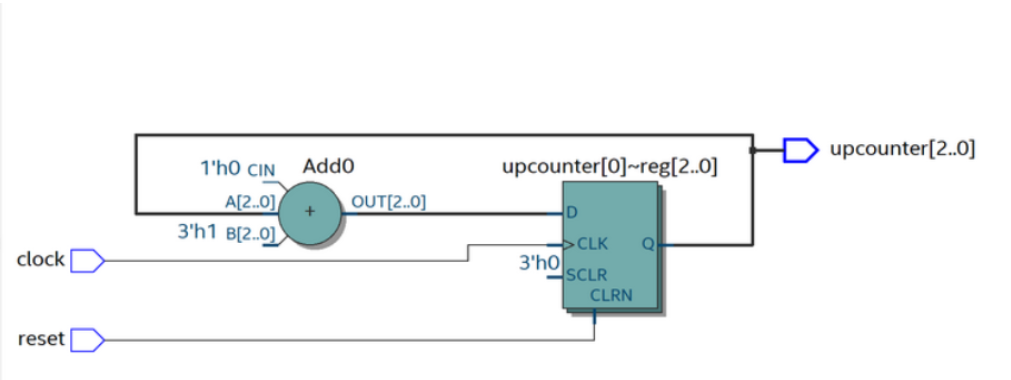 upcounter[2..0]
1'h0 CIN Add0 upcounter[0]~reg[2..0]
A[2..0] + OUT[2..0] D
3'h1 B[2..0]
clock >CLK Q
3'h0 SCLR
CLRN
reset